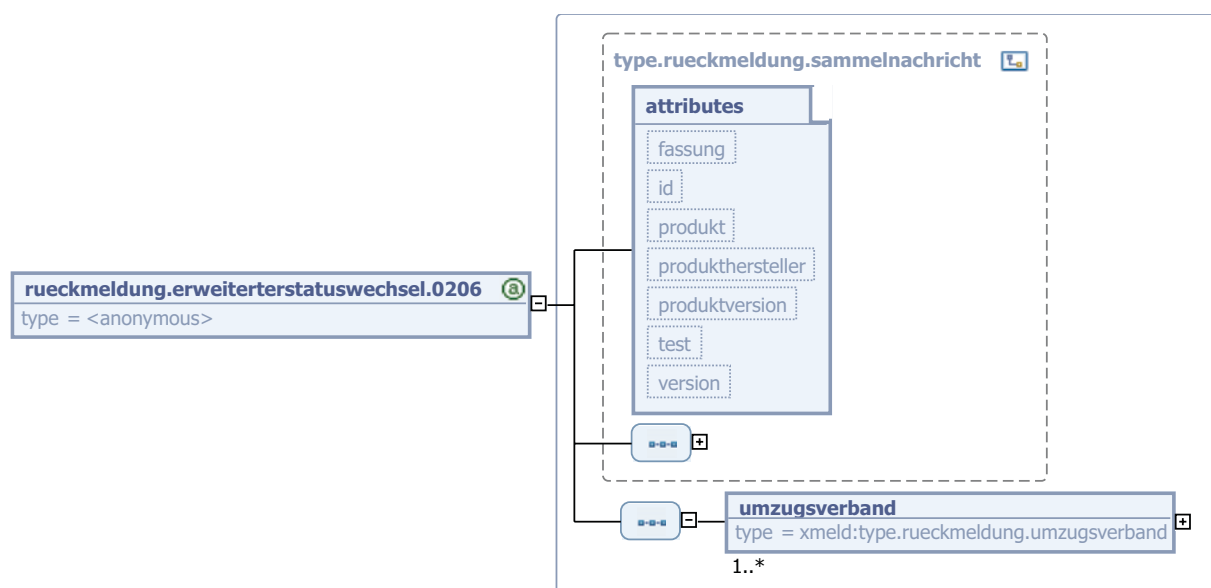 type.rueckmeldung.sammelnachricht
attributes
fassung
id
produkt
produkthersteller
produktversion
test
version
rueckmeldung.erweiterterstatuswechsel.0206
type = <anonymous>
umzugsverband
type = xmeld:type.rueckmeldung.umzugsverband
1..*